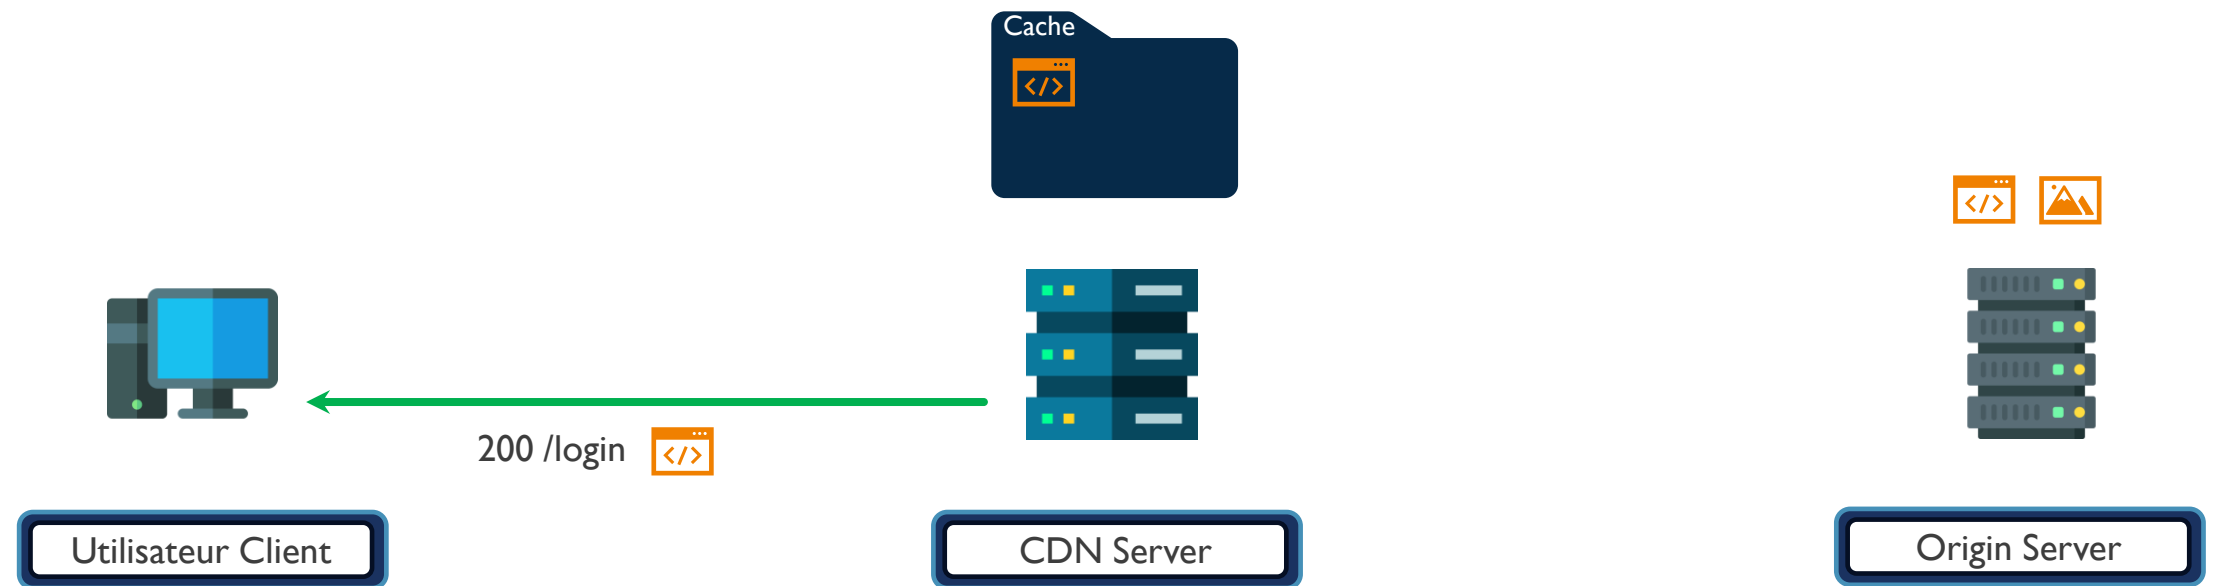 Cache
200 /login
Utilisateur Client
CDN Server
Origin Server